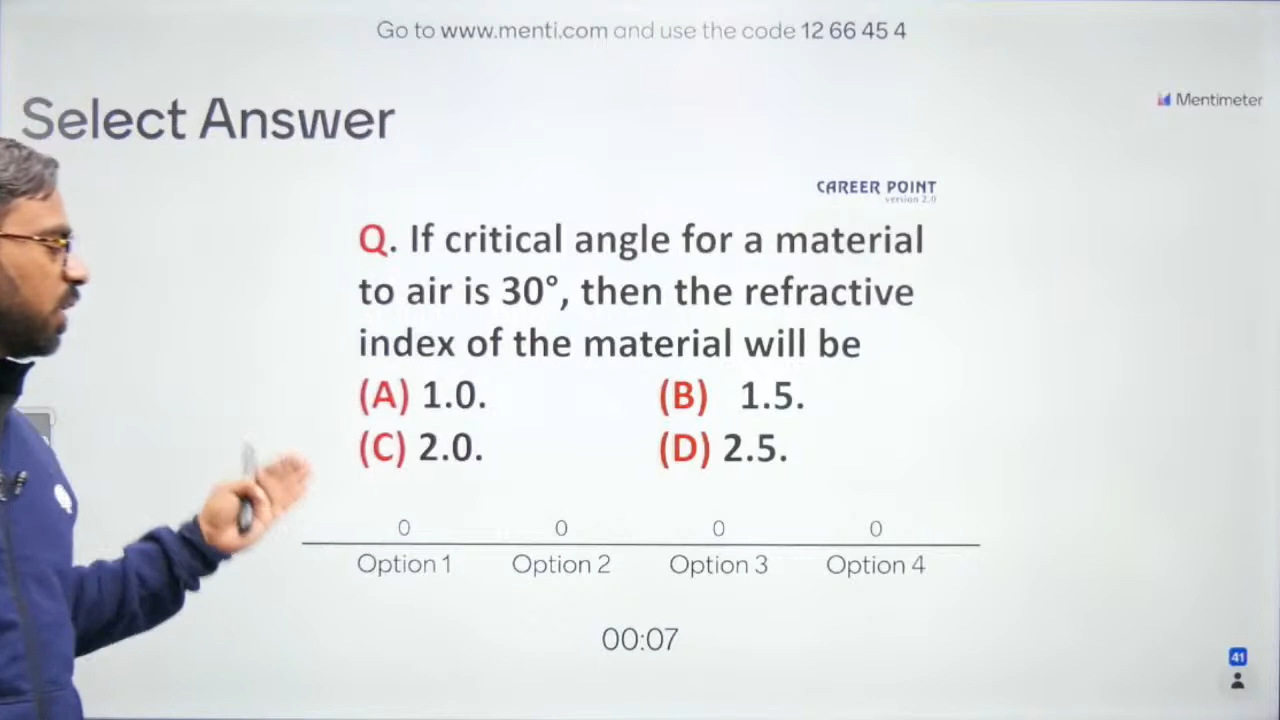 Go to www.menti.com and use the code 12 66 45 4
Select Answer
Mentimeter
CAREER POINT
version 2.0
Q. If critical angle for a material
to air is 30°, then the refractive
index of the material will be
(A) 1.0. (B) 1.5.
(C) 2.0. (D) 2.5.
0 0 0 0
Option 1 Option 2 Option 3 Option 4
00:07
41